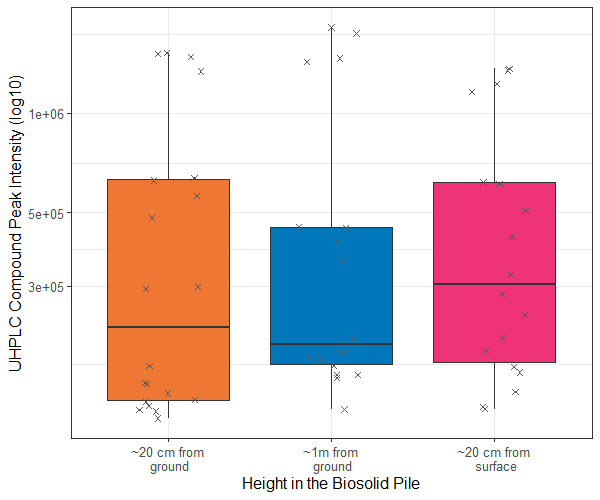 UHPLC Compound Peak Intensity (log10)
1e+06
5e+05
3e+05
~20 cm from
ground
~1m from
ground
~20 cm from
surface
Height in the Biosolid Pile